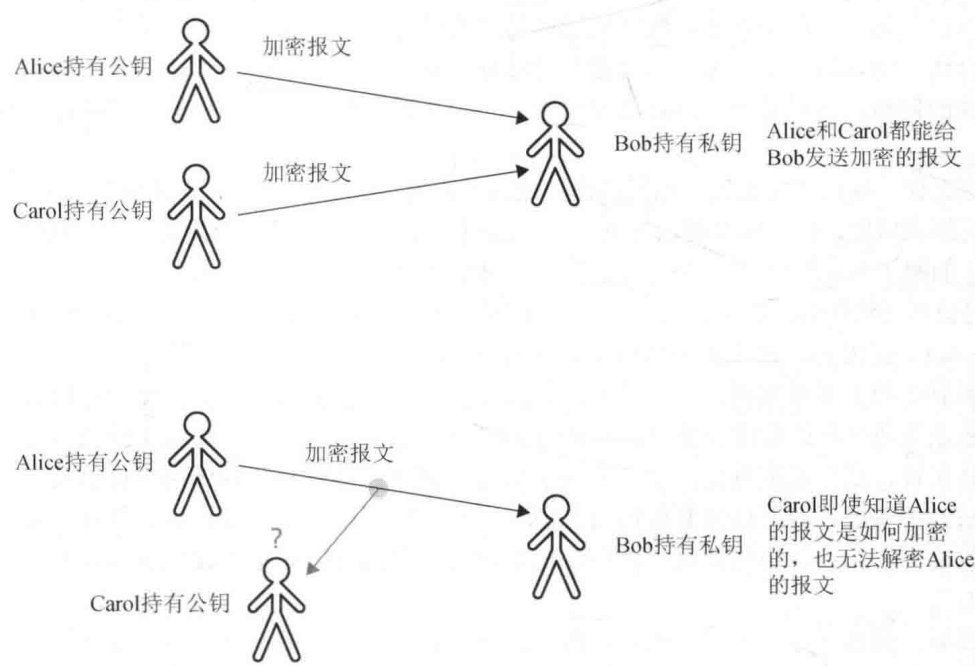 加密报文
Alice持有公钥
Bob持有私钥
Alice和Carol都能给
Bob发送加密的报文
加密报文
Carol持有公钥
加密报文
Alice持有公钥
?
Bob持有私钥
Carol即使知道Alice
的报文是如何加密
的，也无法解密Alice
的报文
Carol持有公钥